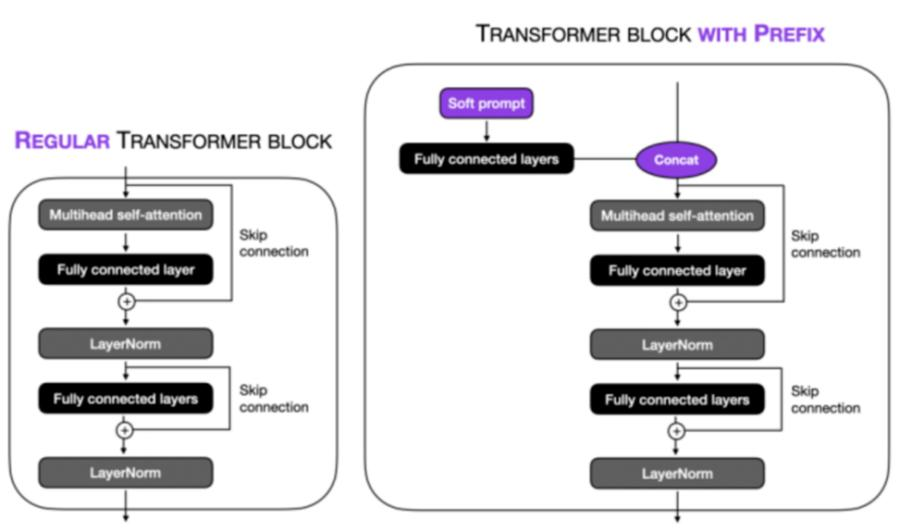 REGULAR TRANSFORMER BLOCK
Multihead self-attention
Skip
connection
Fully connected layer
+
LayerNorm
Fully connected layers
Skip
connection
+
LayerNorm
TRANSFORMER BLOCK WITH PREFIX
Soft prompt
Fully connected layers
Concat
Multihead self-attention
Skip
connection
Fully connected layer
+
LayerNorm
Fully connected layers
Skip
connection
+
LayerNorm